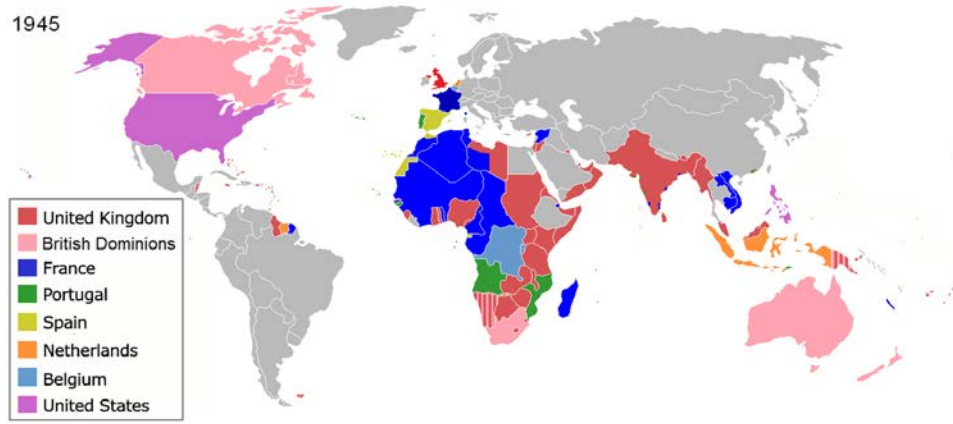 1945
United Kingdom
British Dominions
France
Portugal
Spain
Netherlands
Belgium
United States